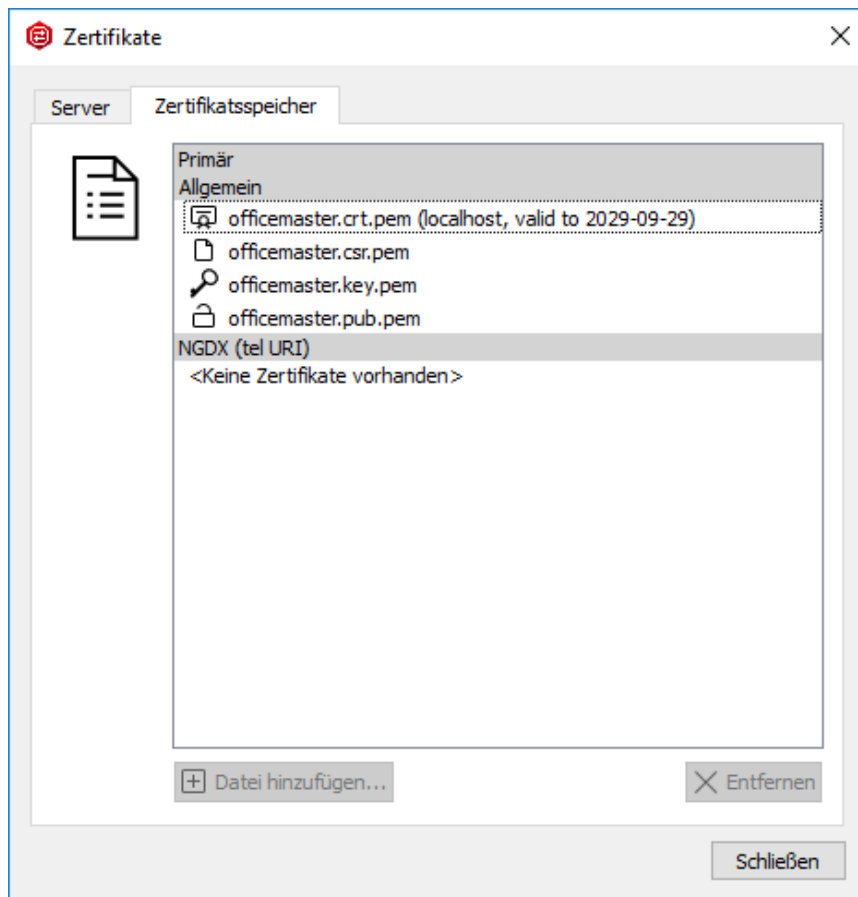 Zertifikate
Server
Zertifikatsspeicher
Primär
Allgemein
officemaster.crt.pem (localhost, valid to 2029-09-29)
officemaster.csr.pem
officemaster.key.pem
officemaster.pub.pem
NGDX (tel URI)
<Keine Zertifikate vorhanden>
Datei hinzufügen...
Entfernen
Schließen